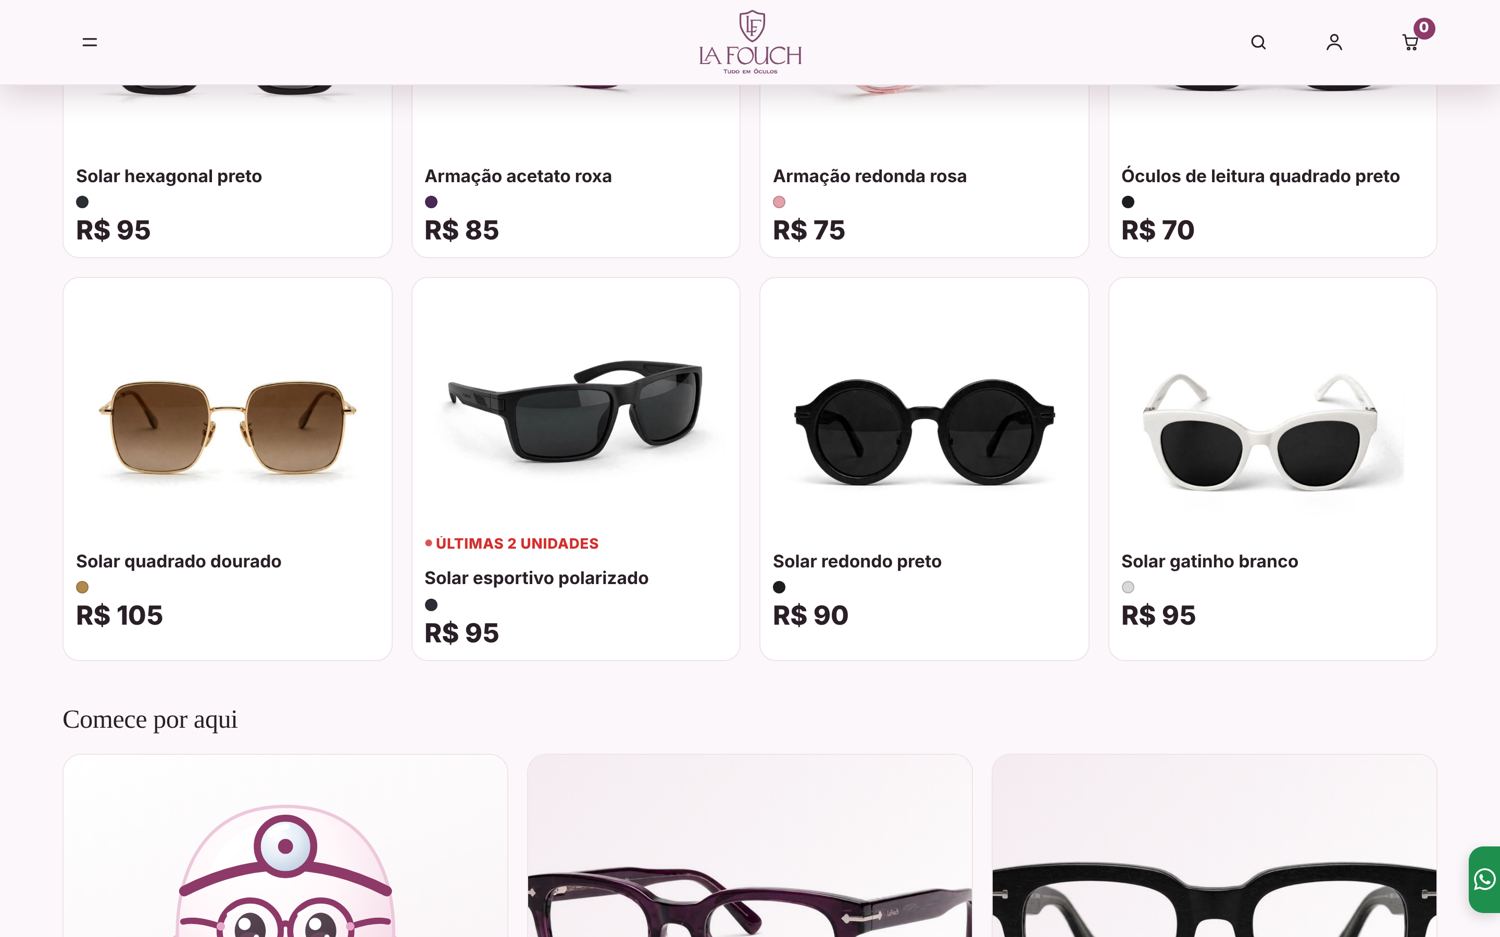 LF
LA FOUCH
TUDO EM ÓCULOS
0
Solar hexagonal preto
R$ 95
Armação acetato roxa
R$ 85
Armação redonda rosa
R$ 75
Óculos de leitura quadrado preto
R$ 70
Solar quadrado dourado
R$ 105
ÚLTIMAS 2 UNIDADES
Solar esportivo polarizado
R$ 95
Solar redondo preto
R$ 90
Solar gatinho branco
R$ 95
Comece por aqui